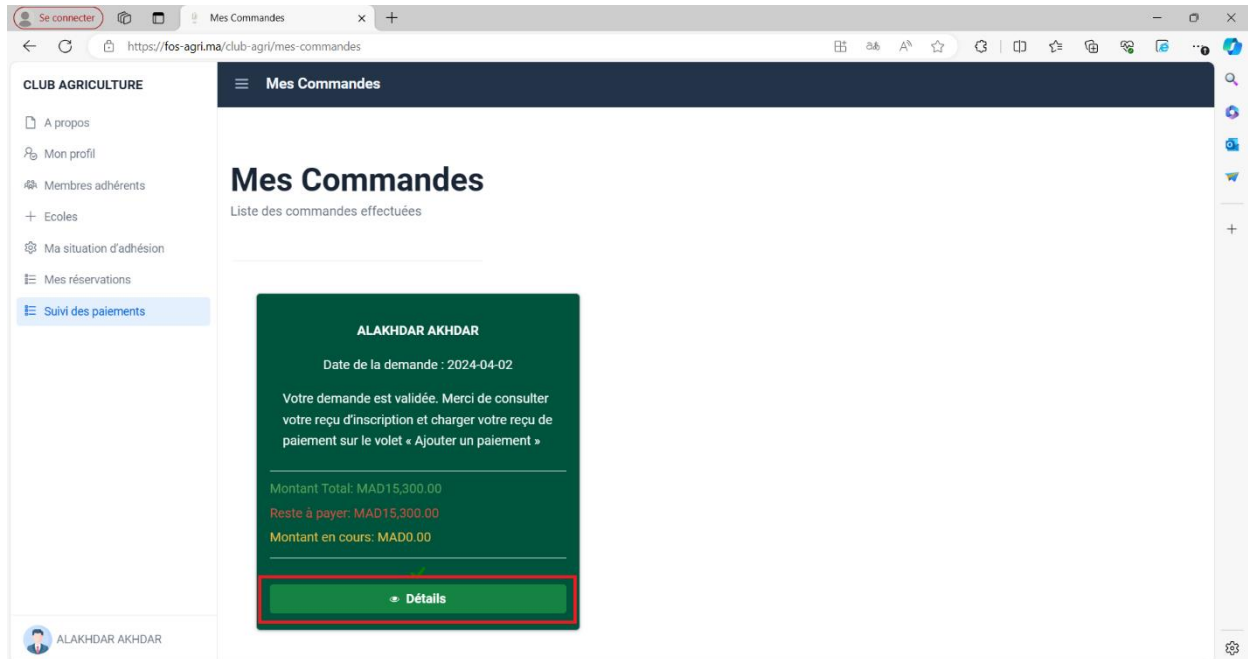 Se connecter
Mes Commandes
https://fos-agri.ma/club-agri/mes-commandes
CLUB AGRICULTURE
Mes Commandes
A propos
Mon profil
Membres adhérents
Ecoles
Ma situation d'adhésion
Mes réservations
Suivi des paiements
Mes Commandes
Liste des commandes effectuées
ALAKHDAR AKHDAR
Date de la demande : 2024-04-02
Votre demande est validée. Merci de consulter
votre reçu d'inscription et charger votre reçu de
paiement sur le volet « Ajouter un paiement »
Montant Total: MAD15,300.00
Reste à payer: MAD15,300.00
Montant en cours: MAD0.00
Détails
ALAKHDAR AKHDAR